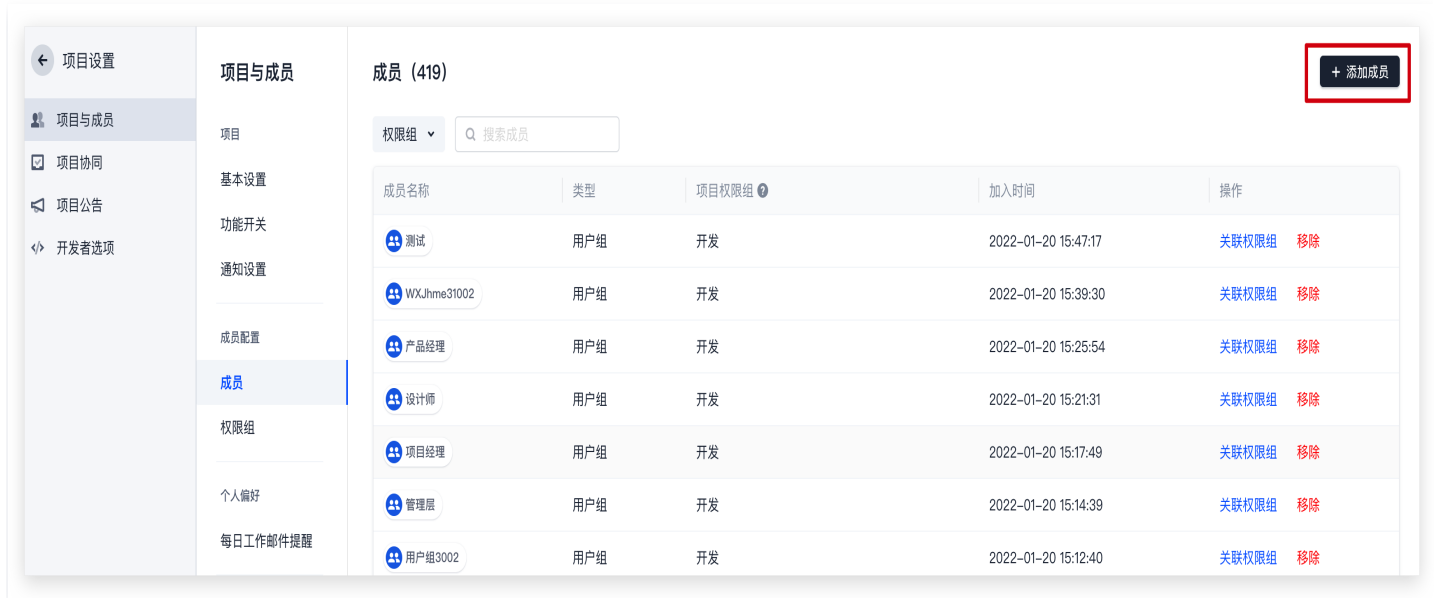 项目设置
项目与成员
项目协同
项目公告
开发者选项
项目与成员
项目
基本设置
功能开关
通知设置
成员配置
成员
权限组
个人偏好
每日工作邮件提醒
成员（419）
+ 添加成员
权限组 搜索成员
成员名称 类型 项目权限组 加入时间 操作
测试 用户组 开发 2022-01-20 15:47:17 关联权限组 移除
WXJhme31002 用户组 开发 2022-01-20 15:39:30 关联权限组 移除
产品经理 用户组 开发 2022-01-20 15:25:54 关联权限组 移除
设计师 用户组 开发 2022-01-20 15:21:31 关联权限组 移除
项目经理 用户组 开发 2022-01-20 15:17:49 关联权限组 移除
管理层 用户组 开发 2022-01-20 15:14:39 关联权限组 移除
用户组3002 用户组 开发 2022-01-20 15:12:40 关联权限组 移除